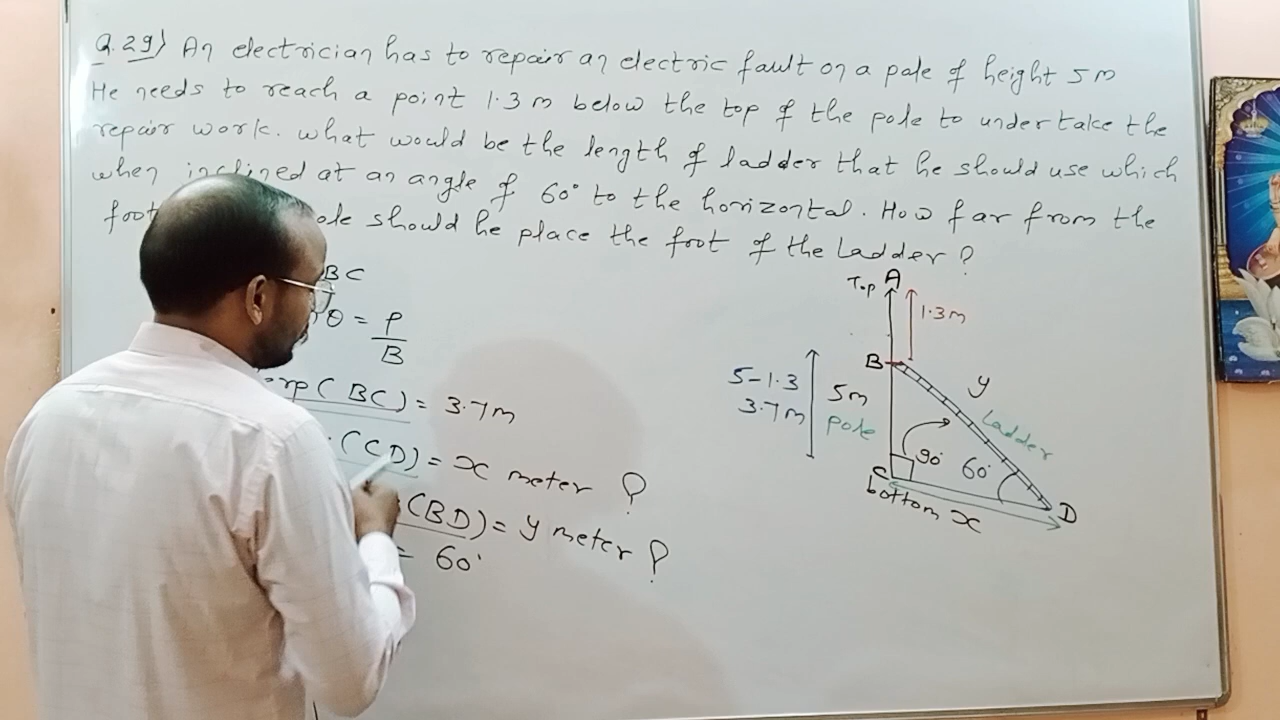 Q.29) An electrician has to repair an electric fault on a pole of height 5m
He needs to reach a point 1.3 m below the top of the pole to undertake the
repair work. what would be the length of ladder that he should use which
when inclined at an angle of 60° to the horizontal. How far from the
foot should he place the foot of the Ladder ?
BC
θ = P
B
(BC) = 3.7m
(CD) = x meter ?
(BD) = y meter ?
= 60°
Top A
1.3m
B
5-1.3
3.7m
5m
pole
y
Ladder
90°
60°
C
bottom x
D